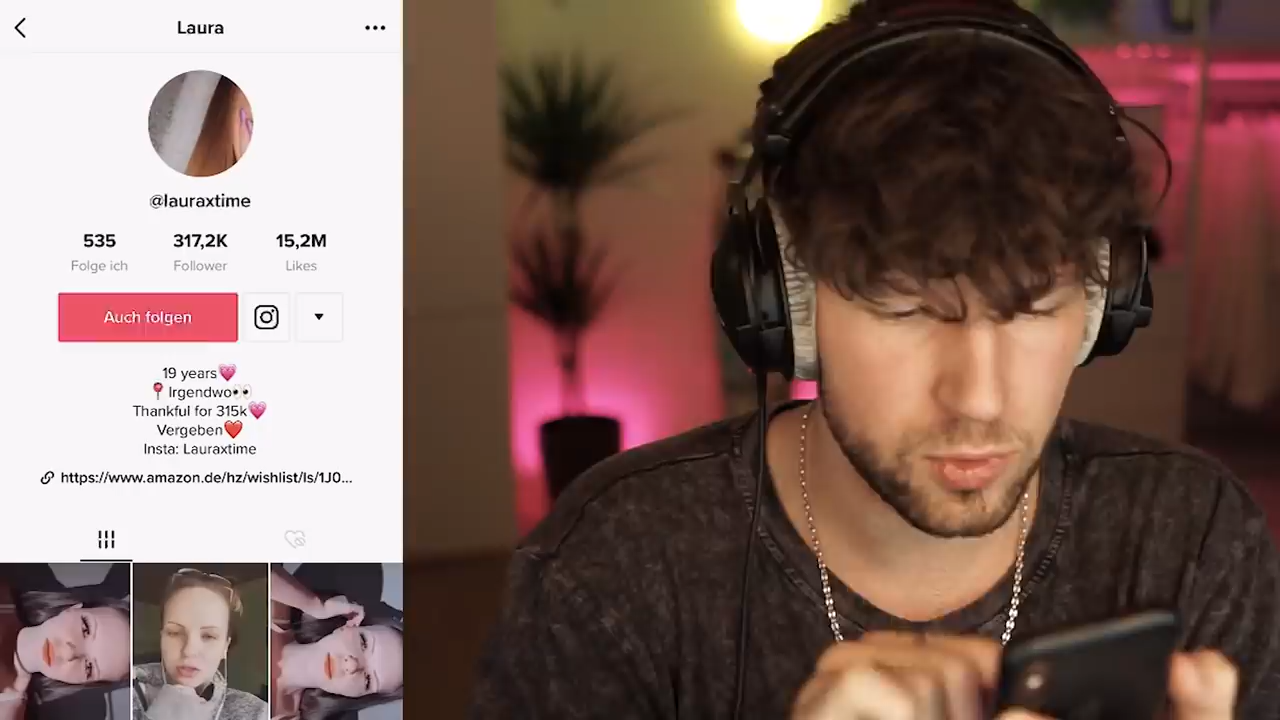 Laura
@lauraxtime
535 317,2K 15,2M
Folge ich Follower Likes
Auch folgen
19 years💗
📍Irgendwo👀
Thankful for 315k💗
Vergeben❤️
Insta: Lauraxtime
https://www.amazon.de/hz/wishlist/ls/1J0...